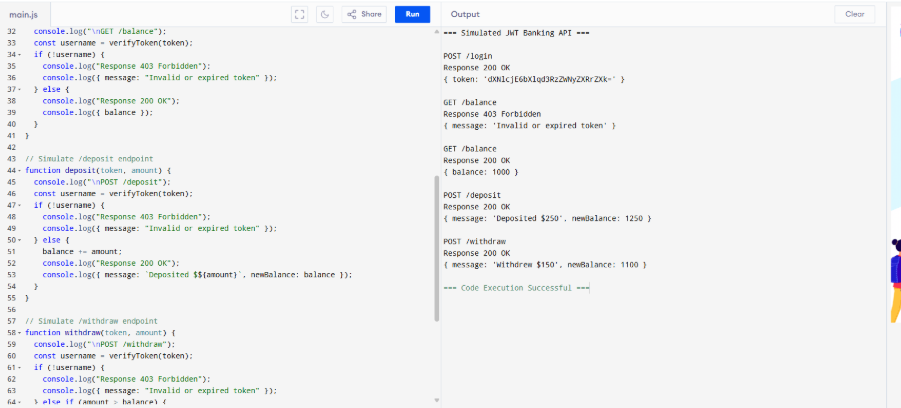 main.js
Share
Run
Output
Clear
32 console.log("\nGET /balance");
33 const username = verifyToken(token);
34 if (!username) {
35 console.log("Response 403 Forbidden");
36 console.log({ message: "Invalid or expired token" });
37 } else {
38 console.log("Response 200 OK");
39 console.log({ balance });
40 }
41 }
42
43 // Simulate /deposit endpoint
44 function deposit(token, amount) {
45 console.log("\nPOST /deposit");
46 const username = verifyToken(token);
47 if (!username) {
48 console.log("Response 403 Forbidden");
49 console.log({ message: "Invalid or expired token" });
50 } else {
51 balance += amount;
52 console.log("Response 200 OK");
53 console.log({ message: `Deposited $${amount}`, newBalance: balance });
54 }
55 }
56
57 // Simulate /withdraw endpoint
58 function withdraw(token, amount) {
59 console.log("\nPOST /withdraw");
60 const username = verifyToken(token);
61 if (!username) {
62 console.log("Response 403 Forbidden");
63 console.log({ message: "Invalid or expired token" });
64 } else if (amount > balance) {
=== Simulated JWT Banking API ===
POST /login
Response 200 OK
{ token: }
GET /balance
Response 403 Forbidden
{ message: 'Invalid or expired token' }
GET /balance
Response 200 OK
{ balance: 1000 }
POST /deposit
Response 200 OK
{ message: 'Deposited $250', newBalance: 1250 }
POST /withdraw
Response 200 OK
{ message: 'Withdrew $150', newBalance: 1100 }
=== Code Execution Successful ===